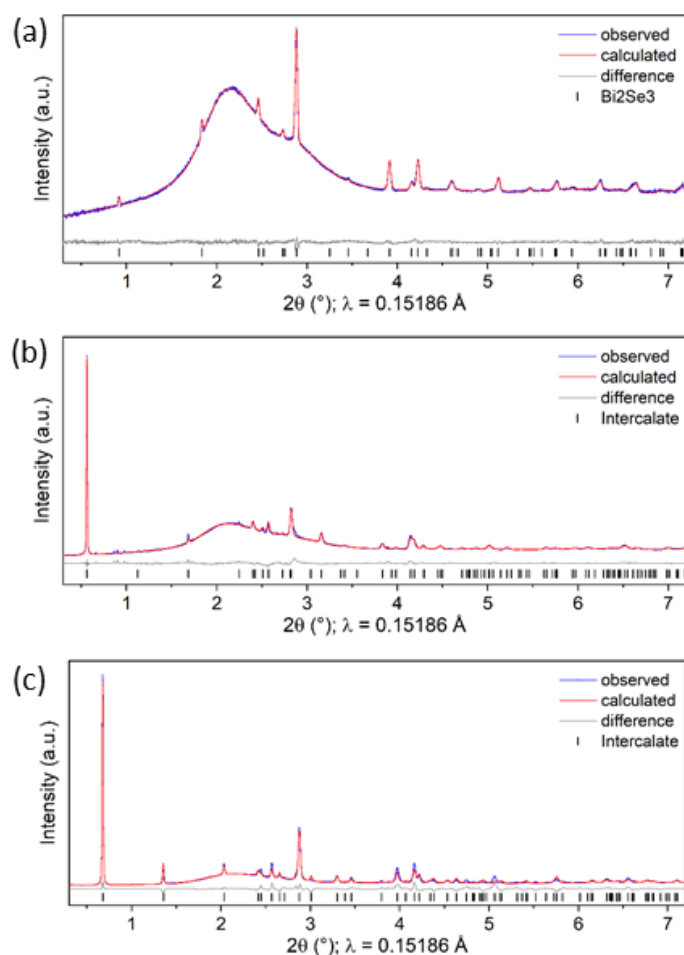 (a)
observed
calculated
difference
Bi2Se3
Intensity (a.u.)
1 2 3 4 5 6 7
2θ (°); λ = 0.15186 Å
(b)
observed
calculated
difference
Intercalate
Intensity (a.u.)
1 2 3 4 5 6 7
2θ (°); λ = 0.15186 Å
(c)
observed
calculated
difference
Intercalate
Intensity (a.u.)
1 2 3 4 5 6 7
2θ (°); λ = 0.15186 Å